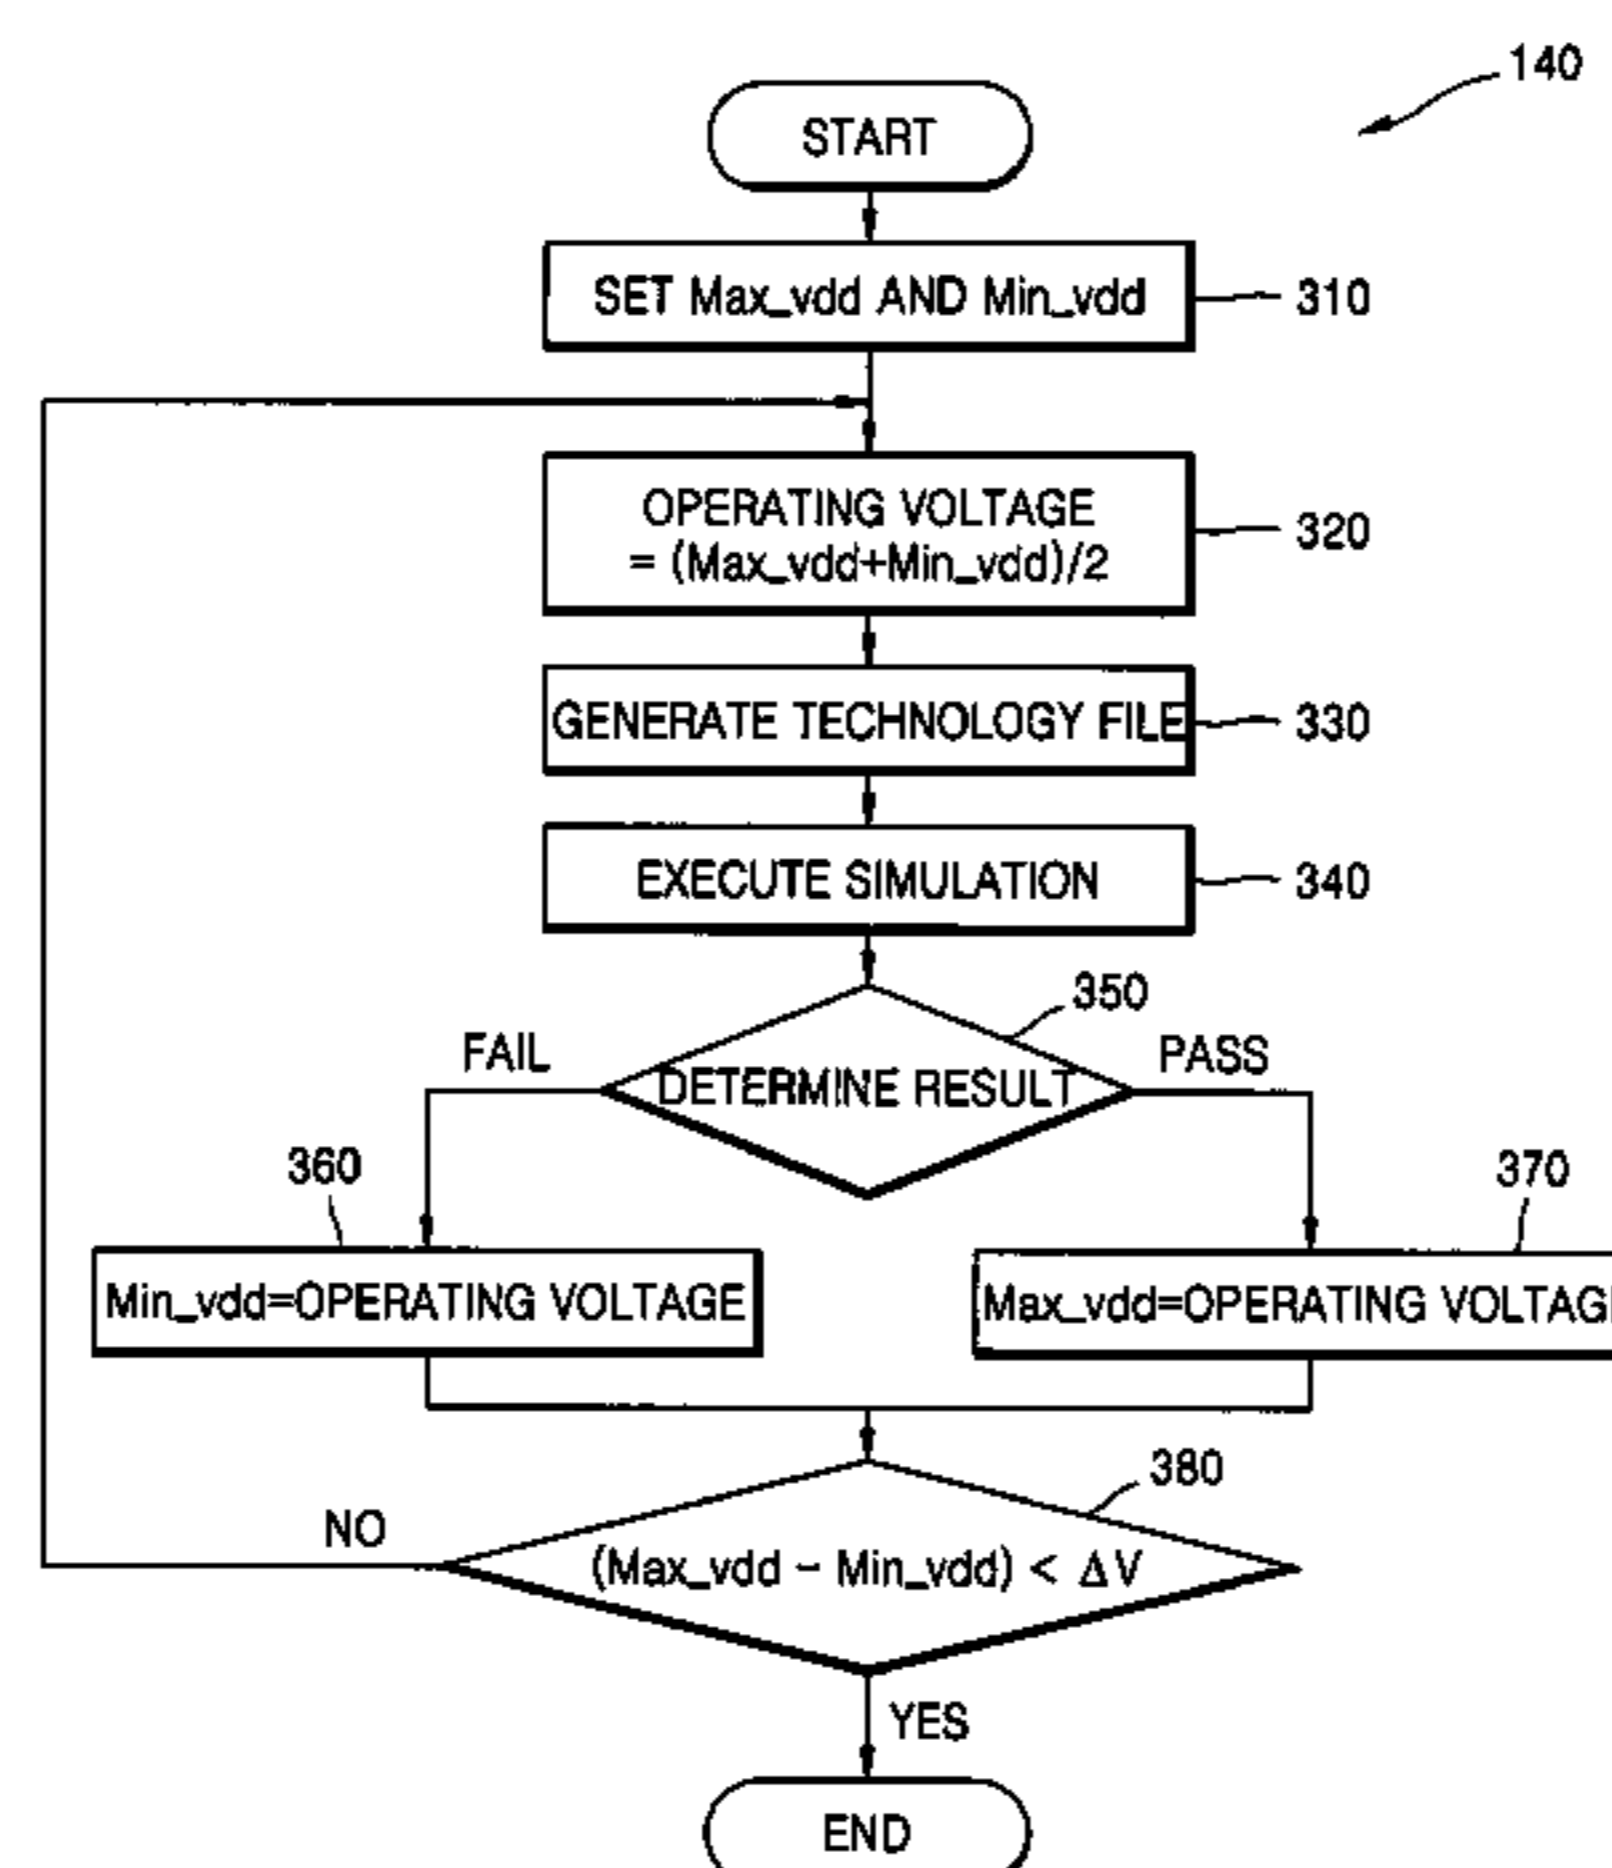 140
START
SET Max_vdd AND Min_vdd
310
OPERATING VOLTAGE
= (Max_vdd+Min_vdd)/2
320
GENERATE TECHNOLOGY FILE
330
EXECUTE SIMULATION
340
350
FAIL
PASS
DETERMINE RESULT
360
370
Min_vdd=OPERATING VOLTAGE
Max_vdd=OPERATING VOLTAGE
380
NO
(Max_vdd - Min_vdd) < ΔV
YES
END